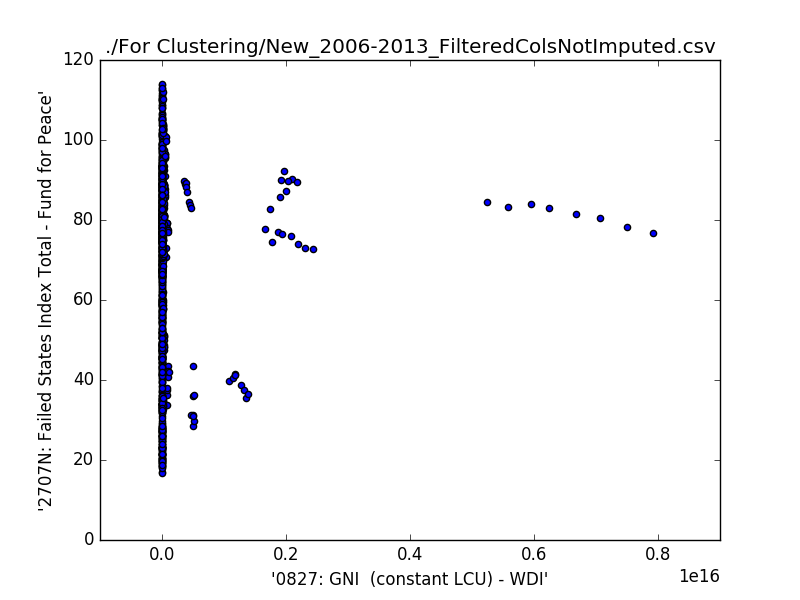 ./For Clustering/New_2006-2013_FilteredColsNotImputed.csv
120
100
80
60
40
20
0
'2707N: Failed States Index Total - Fund for Peace'
0.0 0.2 0.4 0.6 0.8
1e16
'0827: GNI  (constant LCU) - WDI'